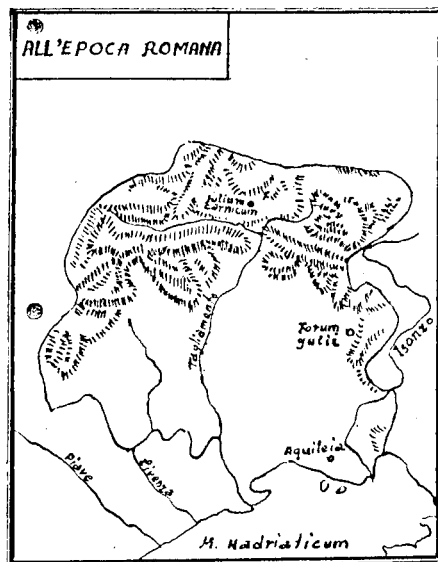 ALL'EPOCA ROMANA
Julium
Carnicum
Tagliamento
Forum
Julii
Isonzo
Aquileia
Piave
Livenza
M. Hadriaticum